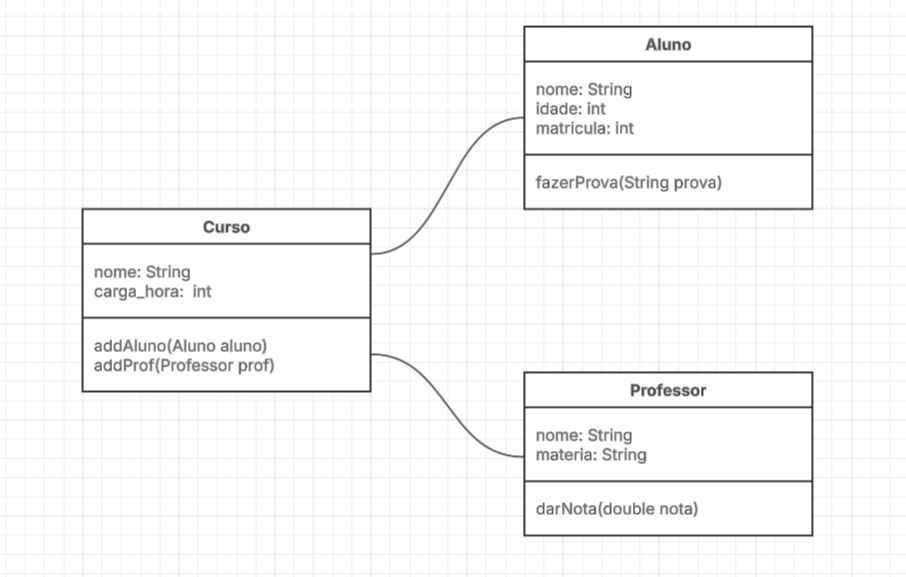 Aluno
nome: String
idade: int
matricula: int
fazerProva(String prova)
Curso
nome: String
carga_hora:  int
addAluno(Aluno aluno)
addProf(Professor prof)
Professor
nome: String
materia: String
darNota(double nota)